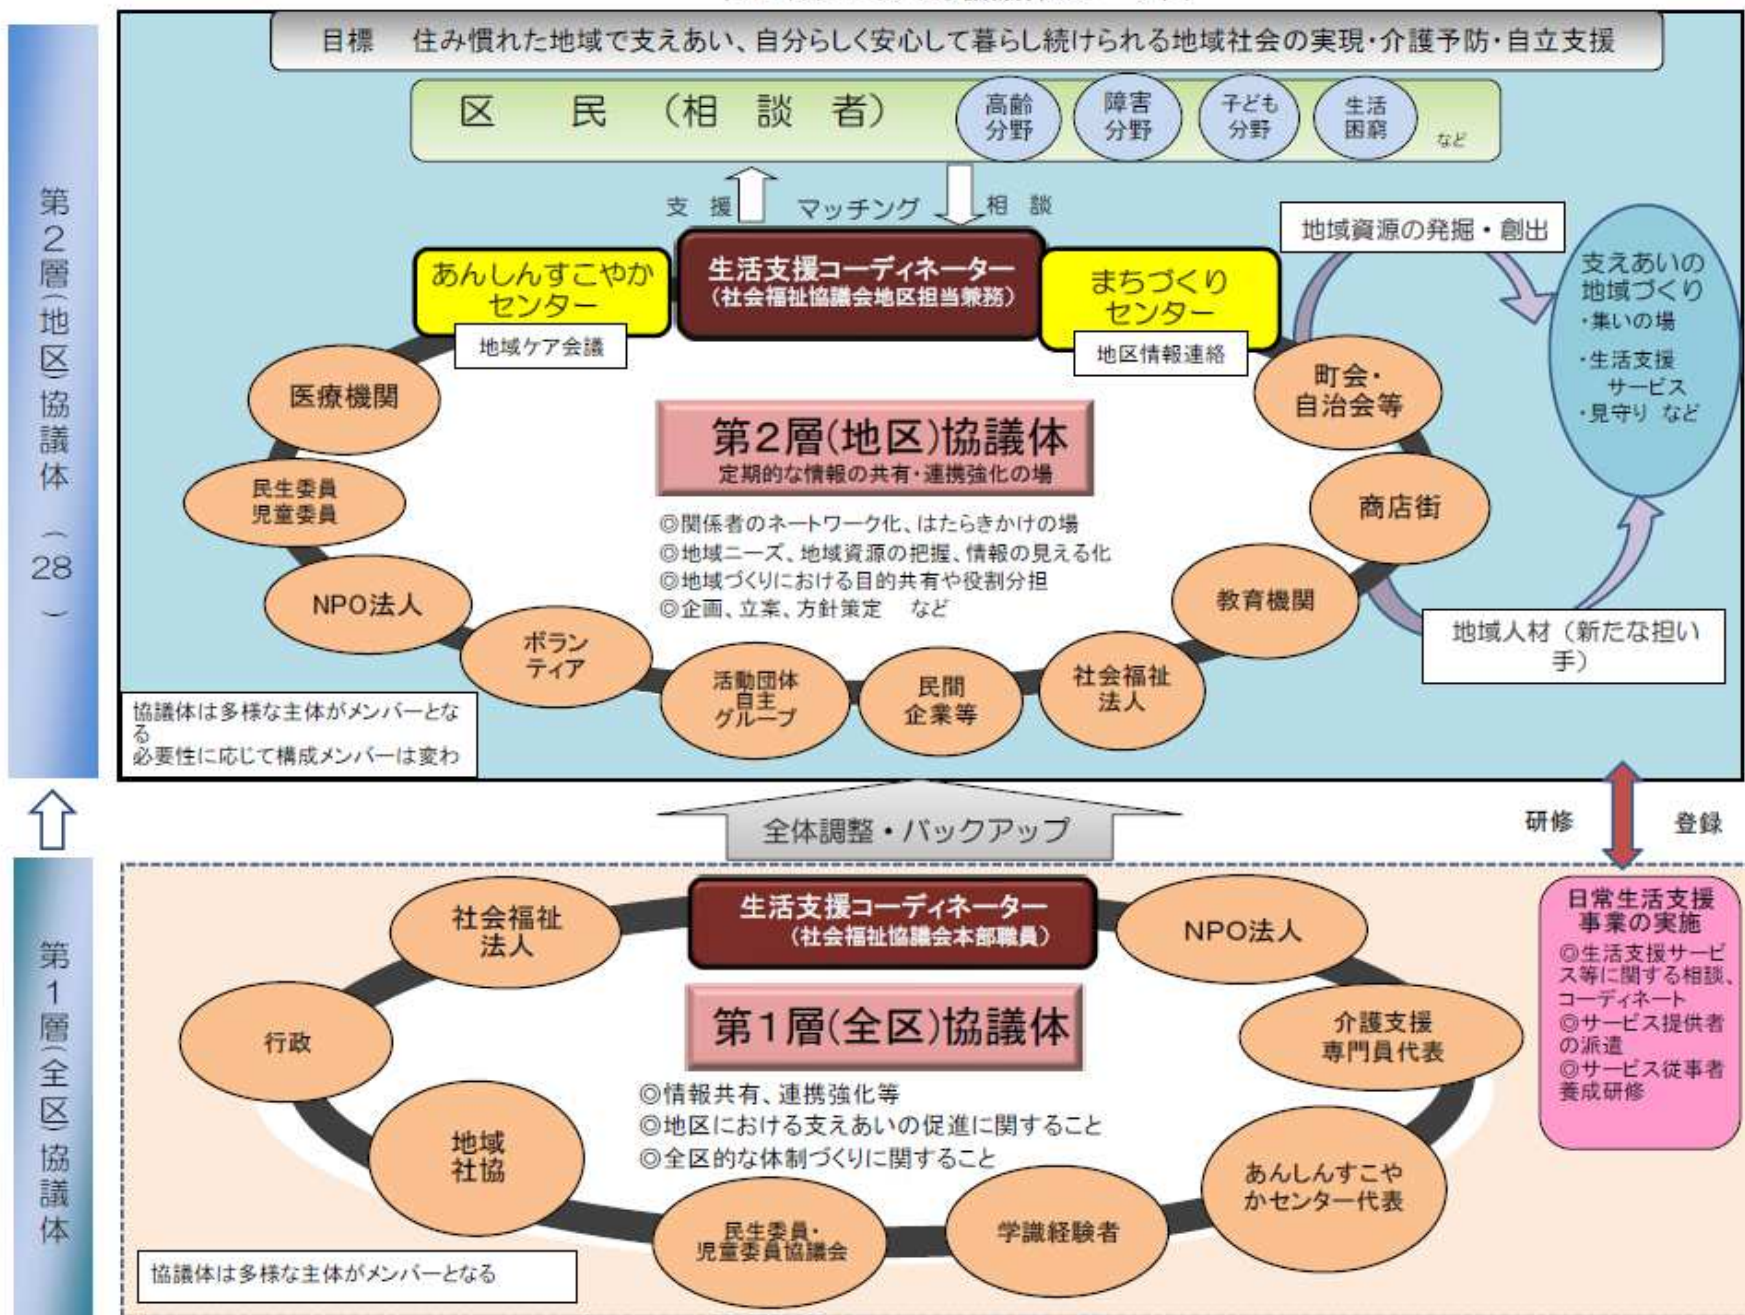 目標 住み慣れた地域で支えあい、自分らしく安心して暮らし続けられる地域社会の実現・介護予防・自立支援
区民（相談者）
高齢
分野
障害
分野
子ども
分野
生活
困窮
など
支援
マッチング
相談
第2層（地区）協議体（28）
あんしんすこやか
センター
地域ケア会議
生活支援コーディネーター
（社会福祉協議会地区担当兼務）
まちづくり
センター
地区情報連絡
地域資源の発掘・創出
支えあいの
地域づくり
・集いの場
・生活支援
サービス
・見守り など
医療機関
民生委員
児童委員
NPO法人
ボラン
ティア
活動団体
自主
グループ
民間
企業等
社会福祉
法人
教育機関
商店街
町会・
自治会等
地域人材（新たな担い
手）
第2層(地区)協議体
定期的な情報の共有・連携強化の場
◎関係者のネットワーク化、はたらきかけの場
◎地域ニーズ、地域資源の把握、情報の見える化
◎地域づくりにおける目的共有や役割分担
◎企画、立案、方針策定 など
協議体は多様な主体がメンバーとな
る
必要性に応じて構成メンバーは変わ
全体調整・バックアップ
研修
登録
第1層（全区）協議体
生活支援コーディネーター
（社会福祉協議会本部職員）
社会福祉
法人
行政
地域
社協
民生委員・
児童委員協議会
学識経験者
あんしんすこや
かセンター代表
介護支援
専門員代表
NPO法人
第1層(全区)協議体
◎情報共有、連携強化等
◎地区における支えあいの促進に関すること
◎全区的な体制づくりに関すること
協議体は多様な主体がメンバーとなる
日常生活支援
事業の実施
◎生活支援サービ
ス等に関する相談、
コーディネート
◎サービス提供者
の派遣
◎サービス従事者
養成研修